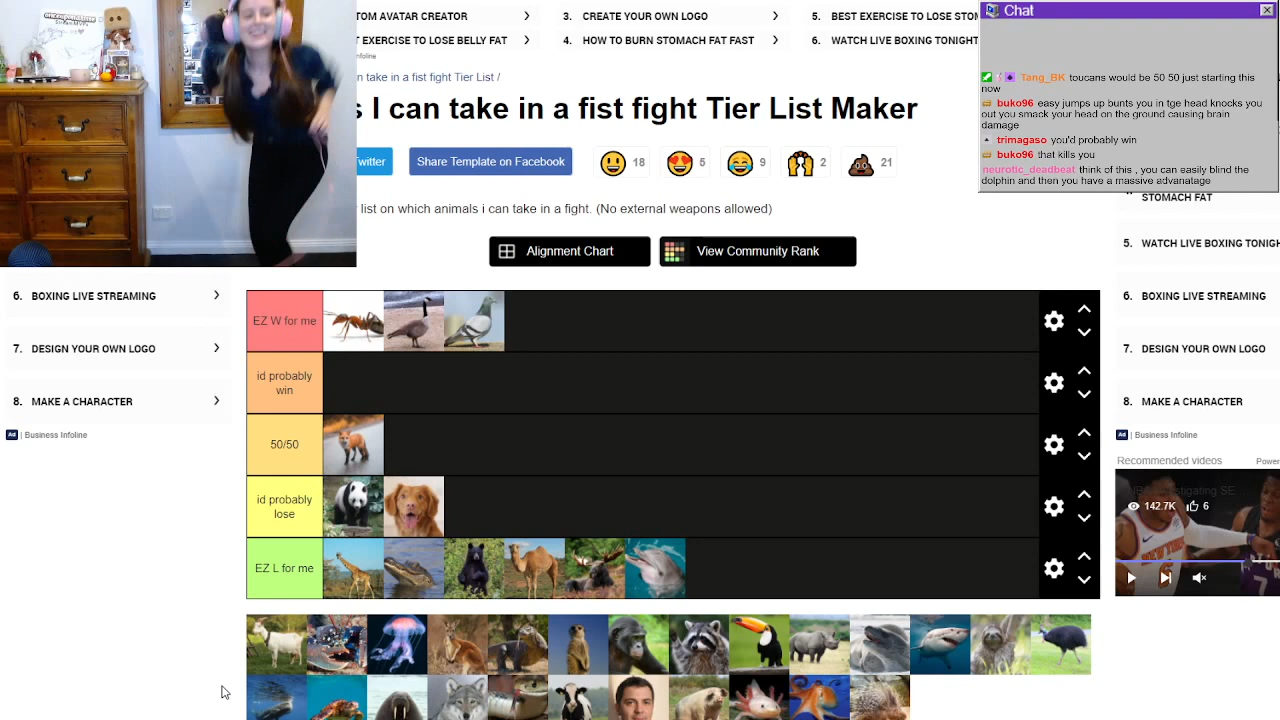 TOM AVATAR CREATOR
3. CREATE YOUR OWN LOGO
5. BEST EXERCISE TO LOSE STOM
T EXERCISE TO LOSE BELLY FAT
4. HOW TO BURN STOMACH FAT FAST
6. WATCH LIVE BOXING TONIGHT
nfoline
n take in a fist fight Tier List /
s I can take in a fist fight Tier List Maker
Twitter
Share Template on Facebook
18
5
9
2
21
list on which animals i can take in a fight. (No external weapons allowed)
Alignment Chart
View Community Rank
Chat
Tang_BK toucans would be 50 50 just starting this
now
buko96 easy jumps up bunts you in tge head knocks you
out you smack your head on the ground causing brain
damage
trimagaso you'd probably win
buko96 that kills you
neurotic_deadbeat think of this , you can easily blind the
dolphin and then you have a massive advanatage
STOMACH FAT
5. WATCH LIVE BOXING TONIGH
6. BOXING LIVE STREAMING
7. DESIGN YOUR OWN LOGO
8. MAKE A CHARACTER
Ad | Business Infoline
6. BOXING LIVE STREAMING
7. DESIGN YOUR OWN LOGO
8. MAKE A CHARACTER
Ad | Business Infoline
EZ W for me
id probably
win
50/50
id probably
lose
EZ L for me
Recommended videos
Power
142.7K
6
NEW YORK
7